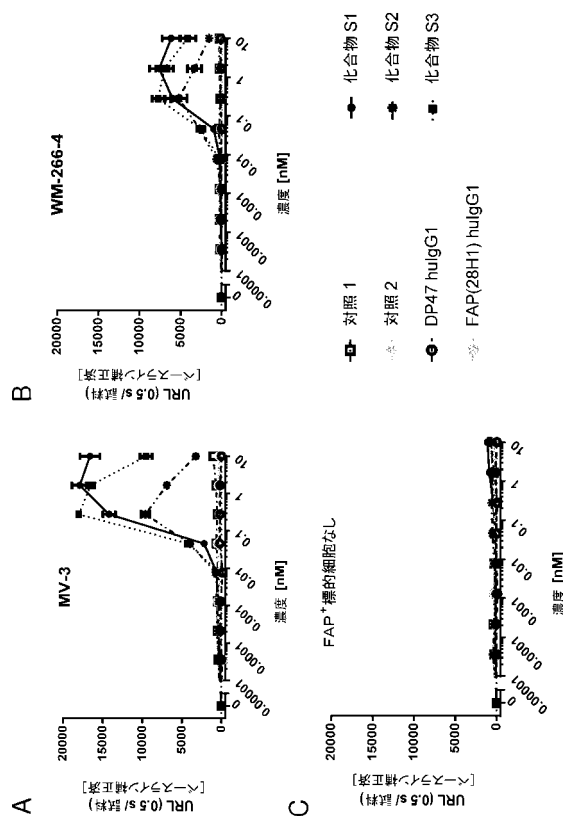 A
MV-3
URL (0.5 s / 試料)
[ベースライン補正済]
20000
15000
10000
5000
0
0 0.00001 0.0001 0.001 0.01 0.1 1 10
濃度 [nM]
B
WM-266-4
URL (0.5 s / 試料)
[ベースライン補正済]
20000
15000
10000
5000
0
0 0.00001 0.0001 0.001 0.01 0.1 1 10
濃度 [nM]
C
FAP⁺標的細胞なし
URL (0.5 s / 試料)
[ベースライン補正済]
20000
15000
10000
5000
0
0 0.00001 0.0001 0.001 0.01 0.1 1 10
濃度 [nM]
対照 1
対照 2
DP47 huIgG1
FAP(28H1) huIgG1
化合物 S1
化合物 S2
化合物 S3